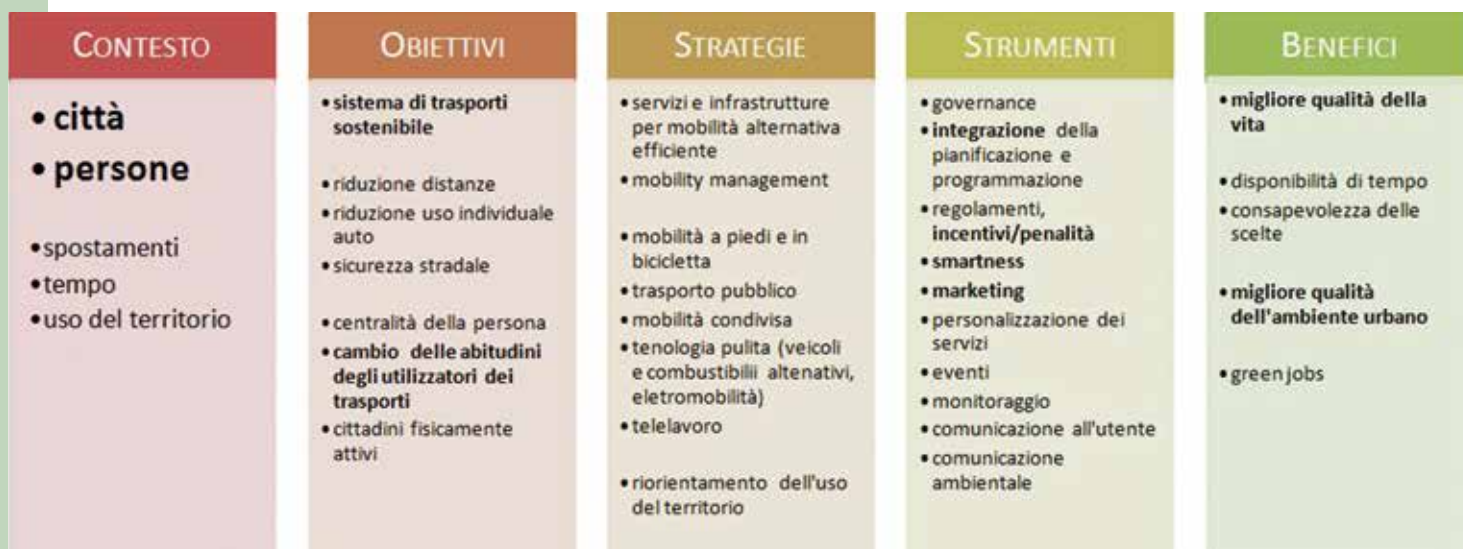 CONTESTO
• città
• persone
• spostamenti
• tempo
• uso del territorio
OBIETTIVI
• sistema di trasporti
sostenibile
• riduzione distanze
• riduzione uso individuale
auto
• sicurezza stradale
• centralità della persona
• cambio delle abitudini
degli utilizzatori dei
trasporti
• cittadini fisicamente
attivi
STRATEGIE
• servizi e infrastrutture
per mobilità alternativa
efficiente
• mobility management
• mobilità a piedi e in
bicicletta
• trasporto pubblico
• mobilità condivisa
• tenologia pulita (veicoli
e combustibilii altenativi,
eletromobilità)
• telelavoro
• riorientamento dell'uso
del territorio
STRUMENTI
• governance
• integrazione della
pianificazione e
programmazione
• regolamenti,
incentivi/penalità
• smartness
• marketing
• personalizzazione dei
servizi
• eventi
• monitoraggio
• comunicazione all'utente
• comunicazione
ambientale
BENEFICI
• migliore qualità della
vita
• disponibilità di tempo
• consapevolezza delle
scelte
• migliore qualità
dell'ambiente urbano
• green jobs